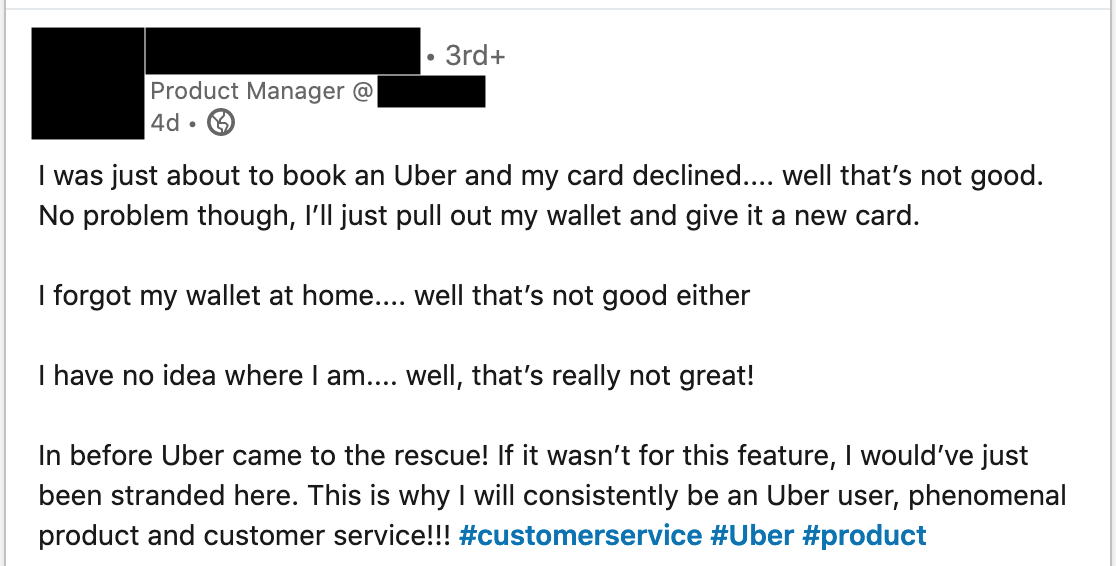 • 3rd+
Product Manager @
4d •
I was just about to book an Uber and my card declined.... well that’s not good.
No problem though, I’ll just pull out my wallet and give it a new card.
I forgot my wallet at home.... well that’s not good either
I have no idea where I am.... well, that’s really not great!
In before Uber came to the rescue! If it wasn’t for this feature, I would’ve just
been stranded here. This is why I will consistently be an Uber user, phenomenal
product and customer service!!! #customerservice #Uber #product